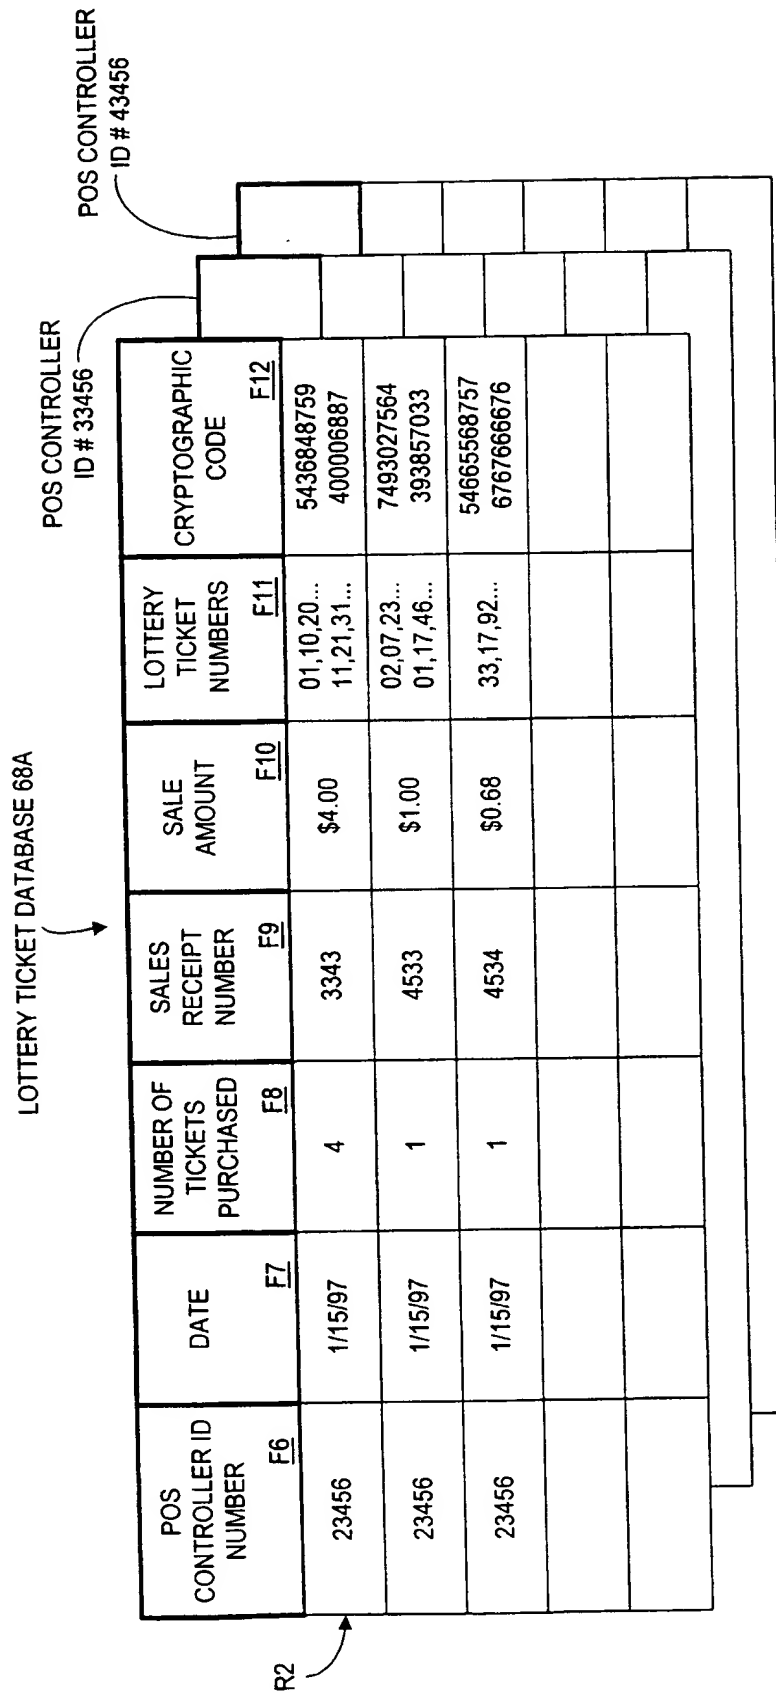 LOTTERY TICKET DATABASE 68A
POS CONTROLLER
ID # 33456
POS CONTROLLER
ID # 43456
POS
CONTROLLER ID
NUMBER
F6
DATE
F7
NUMBER OF
TICKETS
PURCHASED
F8
SALES
RECEIPT
NUMBER
F9
SALE
AMOUNT
F10
LOTTERY
TICKET
NUMBERS
F11
CRYPTOGRAPHIC
CODE
F12
R2
23456
1/15/97
4
3343
$4.00
01,10,20...
11,21,31...
5436848759
400006887
23456
1/15/97
1
4533
$1.00
02,07,23...
01,17,46...
7493027564
393857033
23456
1/15/97
1
4534
$0.68
33,17,92...
54665568757
6767666676